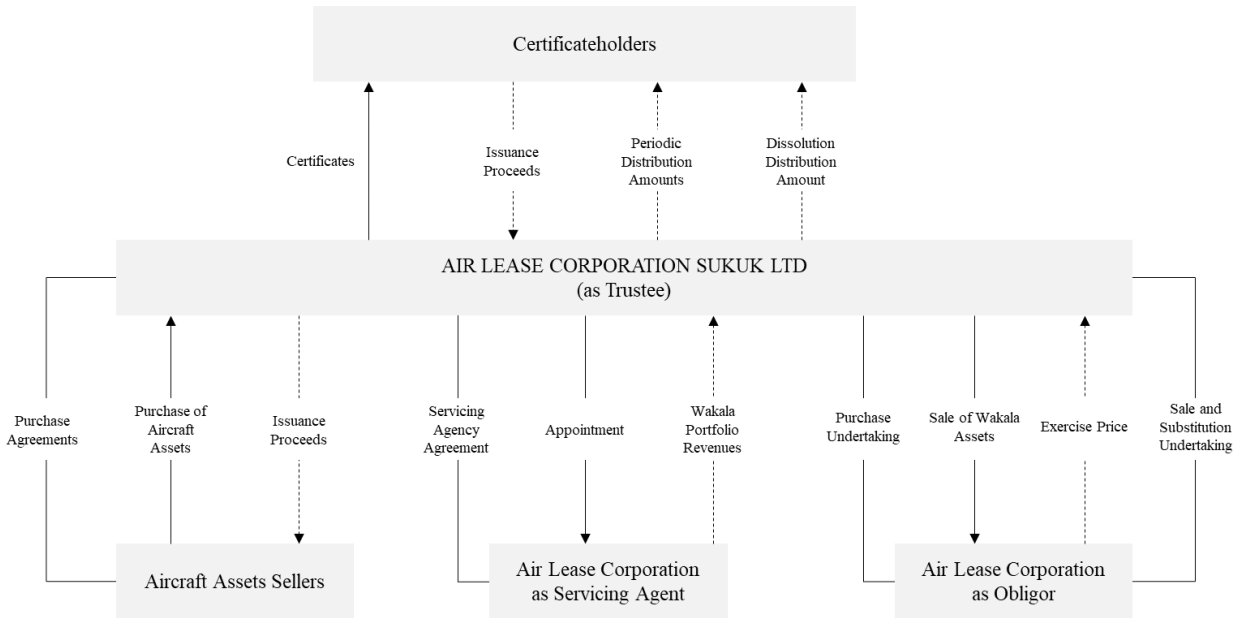 Certificateholders
Certificates
Issuance
Proceeds
Periodic
Distribution
Amounts
Dissolution
Distribution
Amount
AIR LEASE CORPORATION SUKUK LTD
(as Trustee)
Purchase
Agreements
Purchase of
Aircraft
Assets
Issuance
Proceeds
Servicing
Agency
Agreement
Appointment
Wakala
Portfolio
Revenues
Purchase
Undertaking
Sale of Wakala
Assets
Exercise Price
Sale and
Substitution
Undertaking
Aircraft Assets Sellers
Air Lease Corporation
as Servicing Agent
Air Lease Corporation
as Obligor